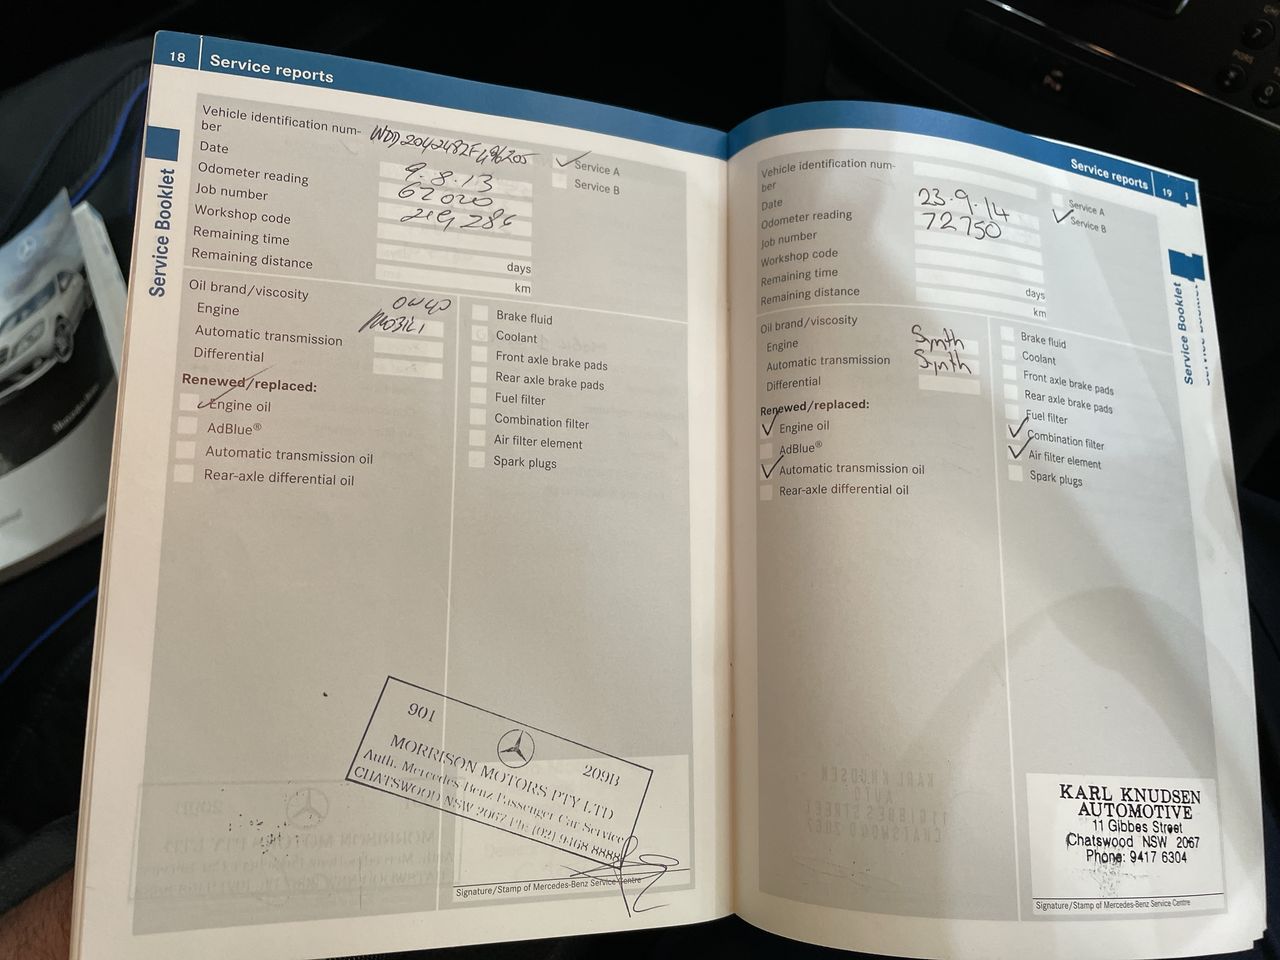 18 Service reports
Service Booklet
Vehicle identification num-
ber
WDD2042482F496205
Date 9.8.13
Odometer reading 62020
Job number
Workshop code
Remaining time days
Remaining distance km
Service A
Service B
Oil brand/viscosity 0W40
Engine MOBIL1
Automatic transmission
Differential
Renewed/replaced:
Engine oil
AdBlue®
Automatic transmission oil
Rear-axle differential oil
Brake fluid
Coolant
Front axle brake pads
Rear axle brake pads
Fuel filter
Combination filter
Air filter element
Spark plugs
901
209B
MORRISON MOTORS PTY LTD
Auth. Mercedes Benz Passenger Car Service
CHATSWOOD NSW 2067 Ph: (02) 9468 8888
Signature/Stamp of Mercedes-Benz Service Centre
Service reports 19
Service Booklet
Vehicle identification num-
ber
Date 23.9.14
Odometer reading 72750
Job number
Workshop code
Remaining time days
Remaining distance km
Service A
Service B
Oil brand/viscosity
Engine Synth
Automatic transmission Synth
Differential
Renewed/replaced:
Engine oil
AdBlue®
Automatic transmission oil
Rear-axle differential oil
Brake fluid
Coolant
Front axle brake pads
Rear axle brake pads
Fuel filter
Combination filter
Air filter element
Spark plugs
KARL KNUDSEN
AUTOMOTIVE
11 Gibbes Street
Chatswood NSW 2067
Phone: 9417 6304
Signature/Stamp of Mercedes-Benz Service Centre